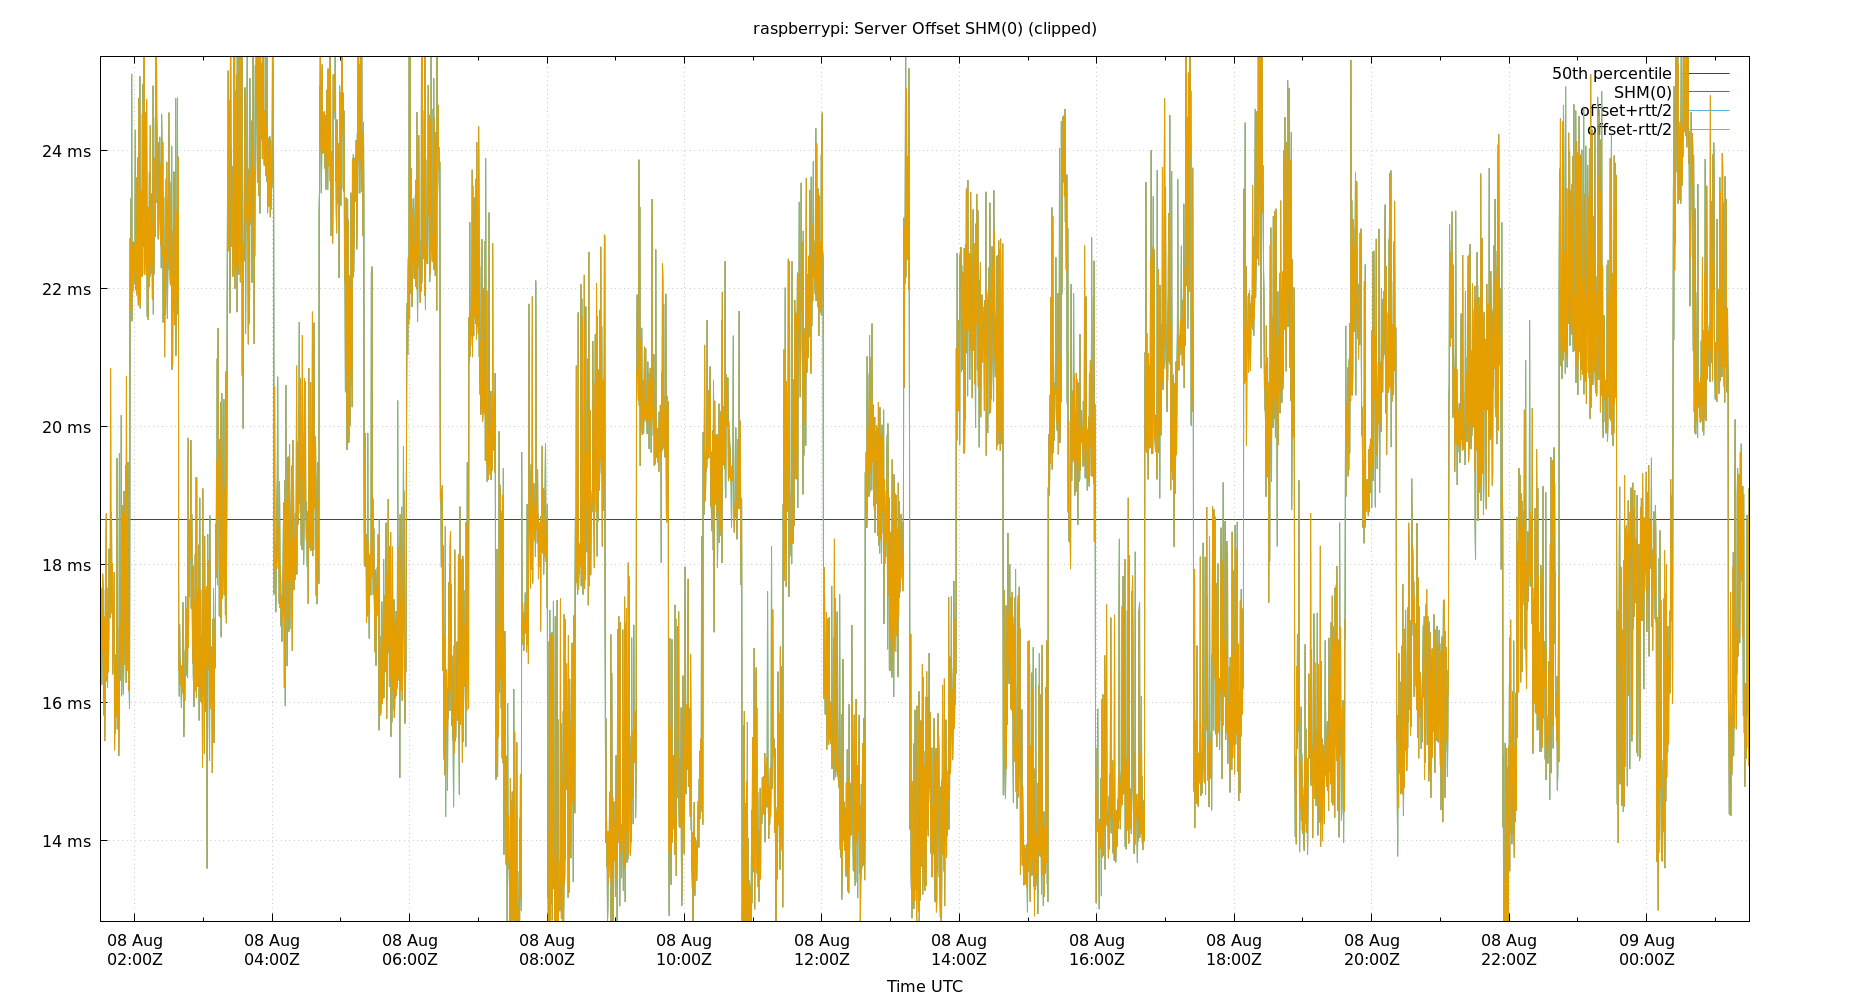 raspberrypi: Server Offset SHM(0) (clipped)
50th percentile
SHM(0)
offset+rtt/2
offset-rtt/2
24 ms
22 ms
20 ms
18 ms
16 ms
14 ms
08 Aug 08 Aug 08 Aug 08 Aug 08 Aug 08 Aug 08 Aug 08 Aug 08 Aug 08 Aug 08 Aug 09 Aug
02:00Z 04:00Z 06:00Z 08:00Z 10:00Z 12:00Z 14:00Z 16:00Z 18:00Z 20:00Z 22:00Z 00:00Z
Time UTC